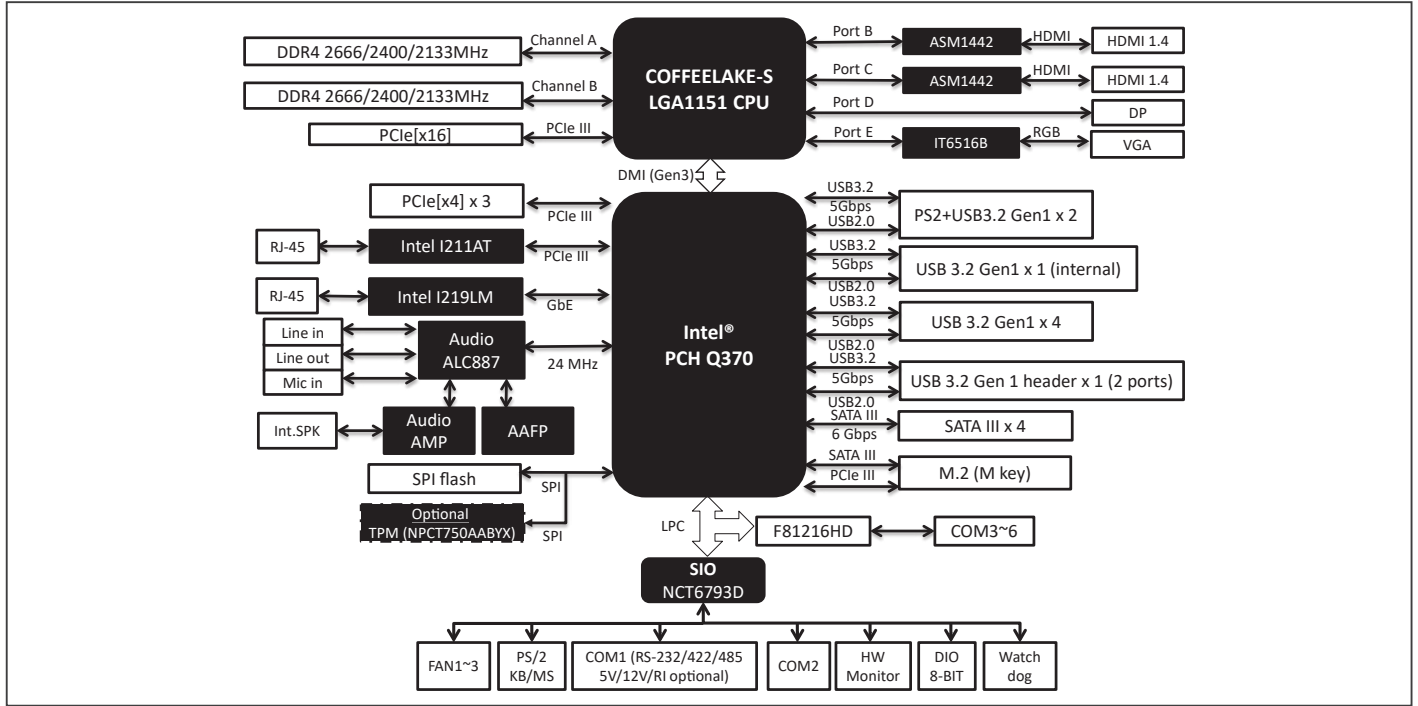 DDR4 2666/2400/2133MHz
Channel A
DDR4 2666/2400/2133MHz
Channel B
PCIe[x16]
PCIe III
COFFEELAKE-S
LGA1151 CPU
Port B
ASM1442
HDMI
HDMI 1.4
Port C
ASM1442
HDMI
HDMI 1.4
Port D
DP
Port E
IT6516B
RGB
VGA
DMI (Gen3)
PCIe[x4] x 3
PCIe III
RJ-45
Intel I211AT
PCIe III
RJ-45
Intel I219LM
GbE
Line in
Line out
Mic in
Audio
ALC887
24 MHz
Int.SPK
Audio
AMP
AAFP
SPI flash
SPI
Optional
TPM (NPCT750AABYX)
SPI
Intel®
PCH Q370
USB3.2
5Gbps
USB2.0
PS2+USB3.2 Gen1 x 2
USB3.2
5Gbps
USB2.0
USB 3.2 Gen1 x 1 (internal)
USB3.2
5Gbps
USB2.0
USB 3.2 Gen1 x 4
USB3.2
5Gbps
USB2.0
USB 3.2 Gen 1 header x 1 (2 ports)
SATA III
6 Gbps
SATA III x 4
SATA III
PCIe III
M.2 (M key)
LPC
F81216HD
COM3~6
SIO
NCT6793D
FAN1~3
PS/2
KB/MS
COM1 (RS-232/422/485
5V/12V/RI optional)
COM2
HW
Monitor
DIO
8-BIT
Watch
dog